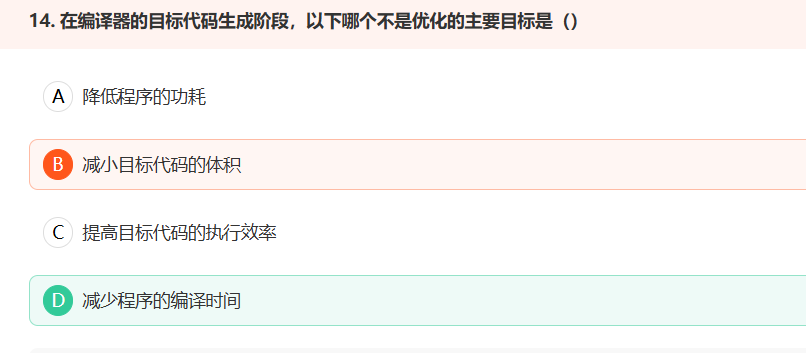 14. 在编译器的目标代码生成阶段，以下哪个不是优化的主要目标是（）
A 降低程序的功耗
B 减小目标代码的体积
C 提高目标代码的执行效率
D 减少程序的编译时间